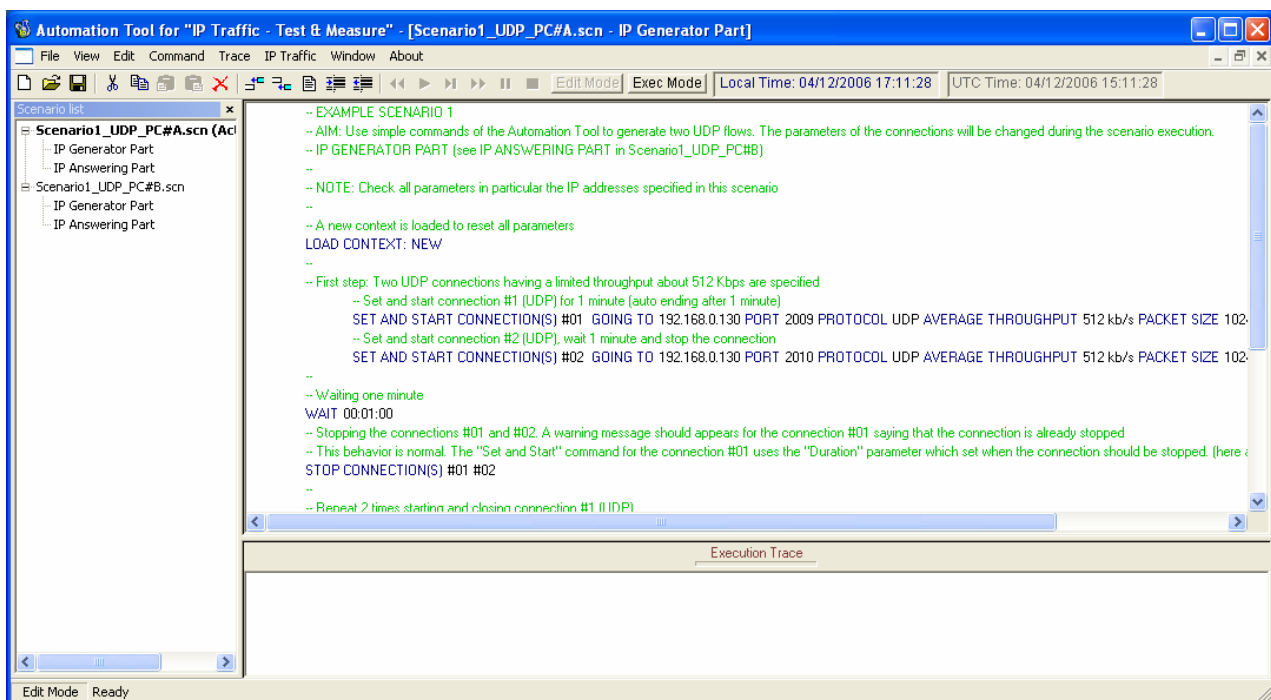 Automation Tool for "IP Traffic - Test & Measure" - [Scenario1_UDP_PC#A.scn - IP Generator Part]
File View Edit Command Trace IP Traffic Window About
Edit Mode Exec Mode Local Time: 04/12/2006 17:11:28 UTC Time: 04/12/2006 15:11:28
Scenario list
Scenario1_UDP_PC#A.scn (Act
IP Generator Part
IP Answering Part
Scenario1_UDP_PC#B.scn
IP Generator Part
IP Answering Part
-- EXAMPLE SCENARIO 1
-- AIM: Use simple commands of the Automation Tool to generate two UDP flows. The parameters of the connections will be changed during the scenario execution.
-- IP GENERATOR PART (see IP ANSWERING PART in Scenario1_UDP_PC#B)
--
-- NOTE: Check all parameters in particular the IP addresses specified in this scenario
--
-- A new context is loaded to reset all parameters
LOAD CONTEXT: NEW
--
-- First step: Two UDP connections having a limited throughput about 512 Kbps are specified
-- Set and start connection #1 (UDP) for 1 minute (auto ending after 1 minute)
SET AND START CONNECTION(S) #01 GOING TO 192.168.0.130 PORT 2009 PROTOCOL UDP AVERAGE THROUGHPUT 512 kb/s PACKET SIZE 102
-- Set and start connection #2 (UDP), wait 1 minute and stop the connection
SET AND START CONNECTION(S) #02 GOING TO 192.168.0.130 PORT 2010 PROTOCOL UDP AVERAGE THROUGHPUT 512 kb/s PACKET SIZE 102
--
-- Waiting one minute
WAIT 00:01:00
-- Stopping the connections #01 and #02. A warning message should appears for the connection #01 saying that the connection is already stopped
-- This behavior is normal. The "Set and Start" command for the connection #01 uses the "Duration" parameter which set when the connection should be stopped. (here
STOP CONNECTION(S) #01 #02
--
-- Repeat 2 times starting and closing connection #1 (UDP)
Execution Trace
Edit Mode Ready